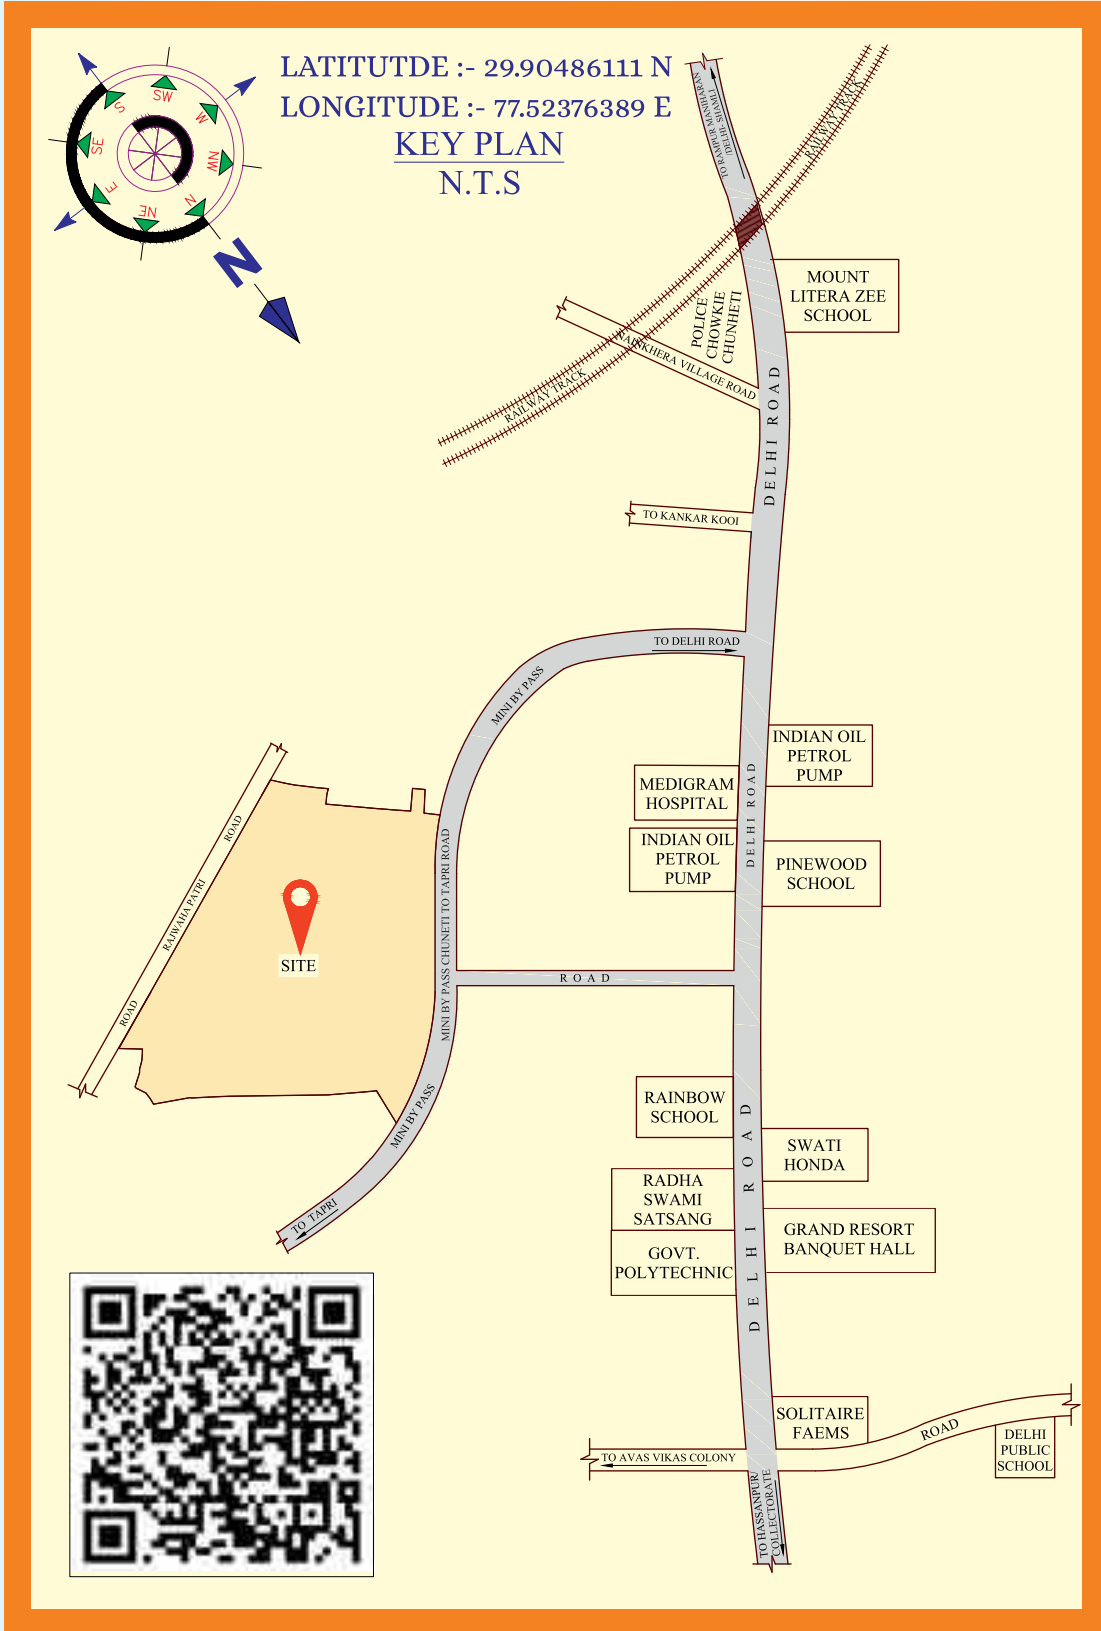 LATITUTDE :- 29.90486111 N
LONGITUDE :- 77.52376389 E
KEY PLAN
N.T.S
S
SW
W
NW
N
NE
E
SE
N
TO RAMPUR MANIHARAN
/DELHI- SHAMLI
RAILWAY TRACK
RAILWAY TRACK
MOUNT
LITERA ZEE
SCHOOL
POLICE
CHOWKIE
CHUNHETI
NAINKHERA VILLAGE ROAD
RAILWAY TRACK
DELHI ROAD
TO KANKAR KOOI
TO DELHI ROAD
MINI BY PASS
INDIAN OIL
PETROL
PUMP
MEDIGRAM
HOSPITAL
DELHI ROAD
INDIAN OIL
PETROL
PUMP
PINEWOOD
SCHOOL
ROAD
RAJWAHA PATRI
ROAD
SITE
MINI BY PASS CHUNETI TO TAPRI ROAD
ROAD
MINI BY PASS
TO TAPRI
RAINBOW
SCHOOL
DELHI ROAD
SWATI
HONDA
RADHA
SWAMI
SATSANG
GRAND RESORT
BANQUET HALL
GOVT.
POLYTECHNIC
SOLITAIRE
FAEMS
ROAD
DELHI
PUBLIC
SCHOOL
TO AVAS VIKAS COLONY
TO HASSANPUR/
COLLECTORATE